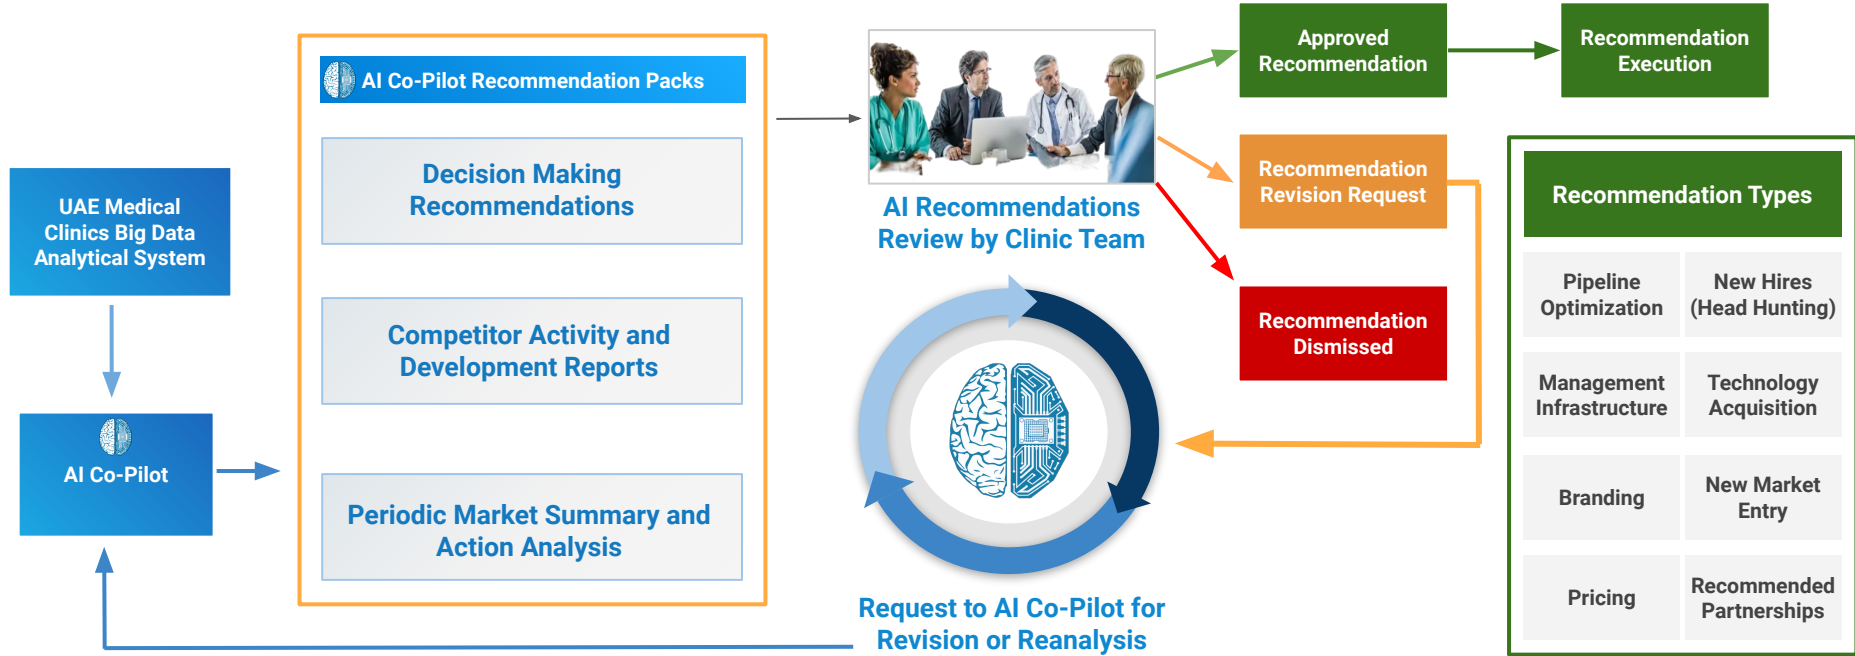 UAE Medical
Clinics Big Data
Analytical System
AI Co-Pilot
AI Co-Pilot Recommendation Packs
Decision Making
Recommendations
Competitor Activity and
Development Reports
Periodic Market Summary and
Action Analysis
AI Recommendations
Review by Clinic Team
Request to AI Co-Pilot for
Revision or Reanalysis
Approved
Recommendation
Recommendation
Execution
Recommendation
Revision Request
Recommendation
Dismissed
Recommendation Types
Pipeline
Optimization
New Hires
(Head Hunting)
Management
Infrastructure
Technology
Acquisition
Branding
New Market
Entry
Pricing
Recommended
Partnerships